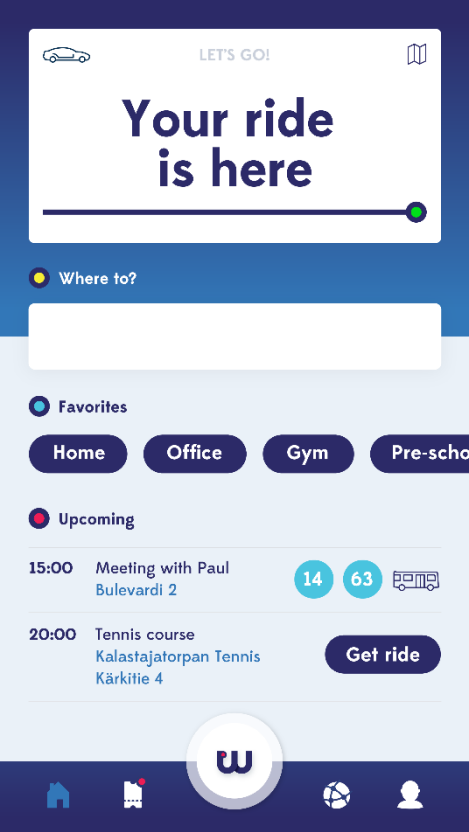 LET'S GO!
Your ride
is here
Where to?
Favorites
Home Office Gym Pre-scho
Upcoming
15:00 Meeting with Paul 14 63
Bulevardi 2
20:00 Tennis course
Kalastajatorpan Tennis
Kärkitie 4
Get ride
w